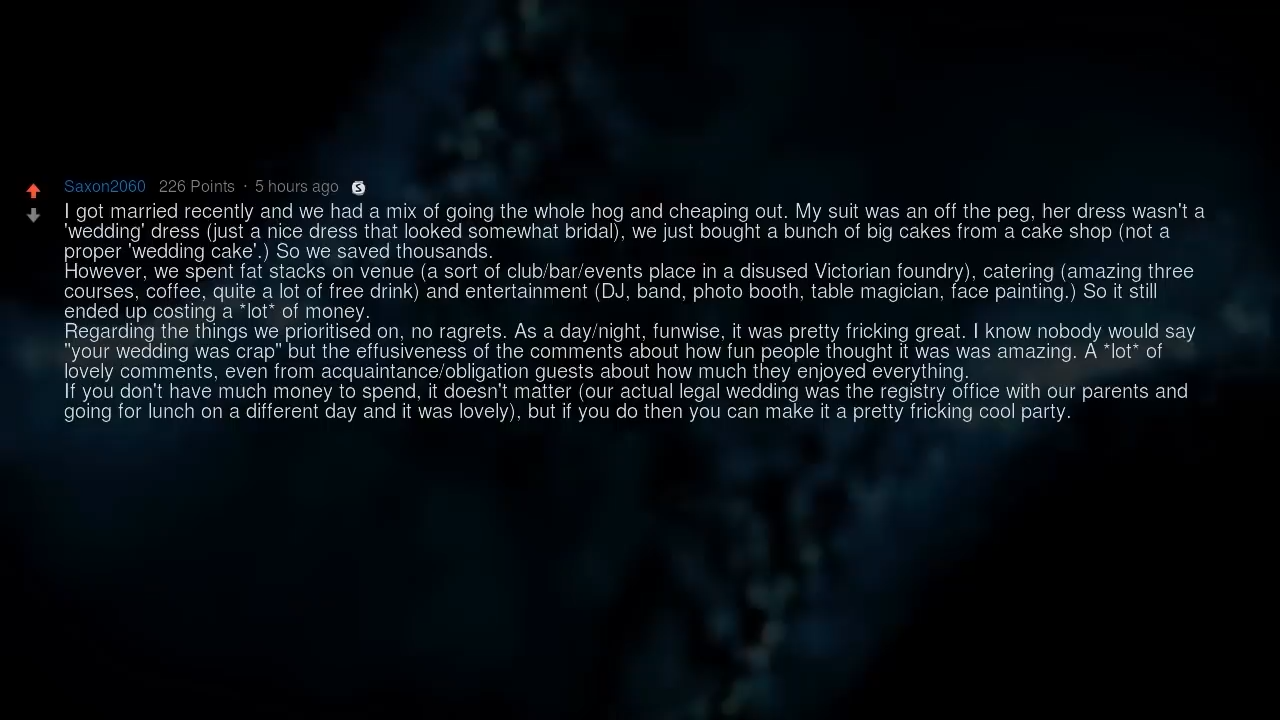 Saxon2060 226 Points · 5 hours ago S
I got married recently and we had a mix of going the whole hog and cheaping out. My suit was an off the peg, her dress wasn't a
'wedding' dress (just a nice dress that looked somewhat bridal), we just bought a bunch of big cakes from a cake shop (not a
proper 'wedding cake'.) So we saved thousands.
However, we spent fat stacks on venue (a sort of club/bar/events place in a disused Victorian foundry), catering (amazing three
courses, coffee, quite a lot of free drink) and entertainment (DJ, band, photo booth, table magician, face painting.) So it still
ended up costing a *lot* of money.
Regarding the things we prioritised on, no ragrets. As a day/night, funwise, it was pretty fricking great. I know nobody would say
"your wedding was crap" but the effusiveness of the comments about how fun people thought it was was amazing. A *lot* of
lovely comments, even from acquaintance/obligation guests about how much they enjoyed everything.
If you don't have much money to spend, it doesn't matter (our actual legal wedding was the registry office with our parents and
going for lunch on a different day and it was lovely), but if you do then you can make it a pretty fricking cool party.